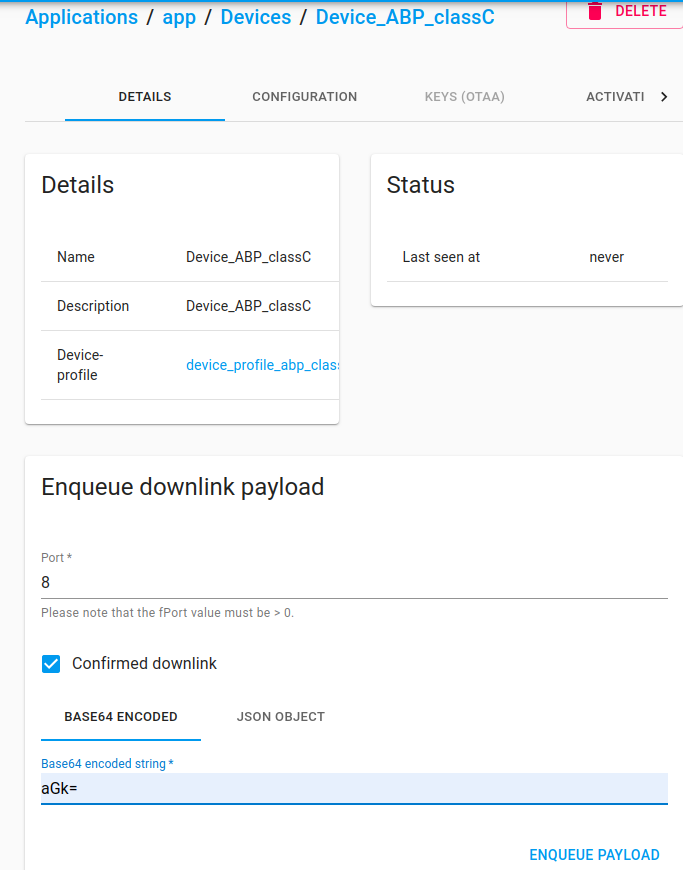 Applications / app / Devices / Device_ABP_classC
DELETE
DETAILS CONFIGURATION KEYS (OTAA) ACTIVATI
Details
Name Device_ABP_classC
Description Device_ABP_classC
Device-
profile
device_profile_abp_clas
Status
Last seen at never
Enqueue downlink payload
Port *
8
Please note that the fPort value must be > 0.
Confirmed downlink
BASE64 ENCODED JSON OBJECT
Base64 encoded string *
aGk=
ENQUEUE PAYLOAD